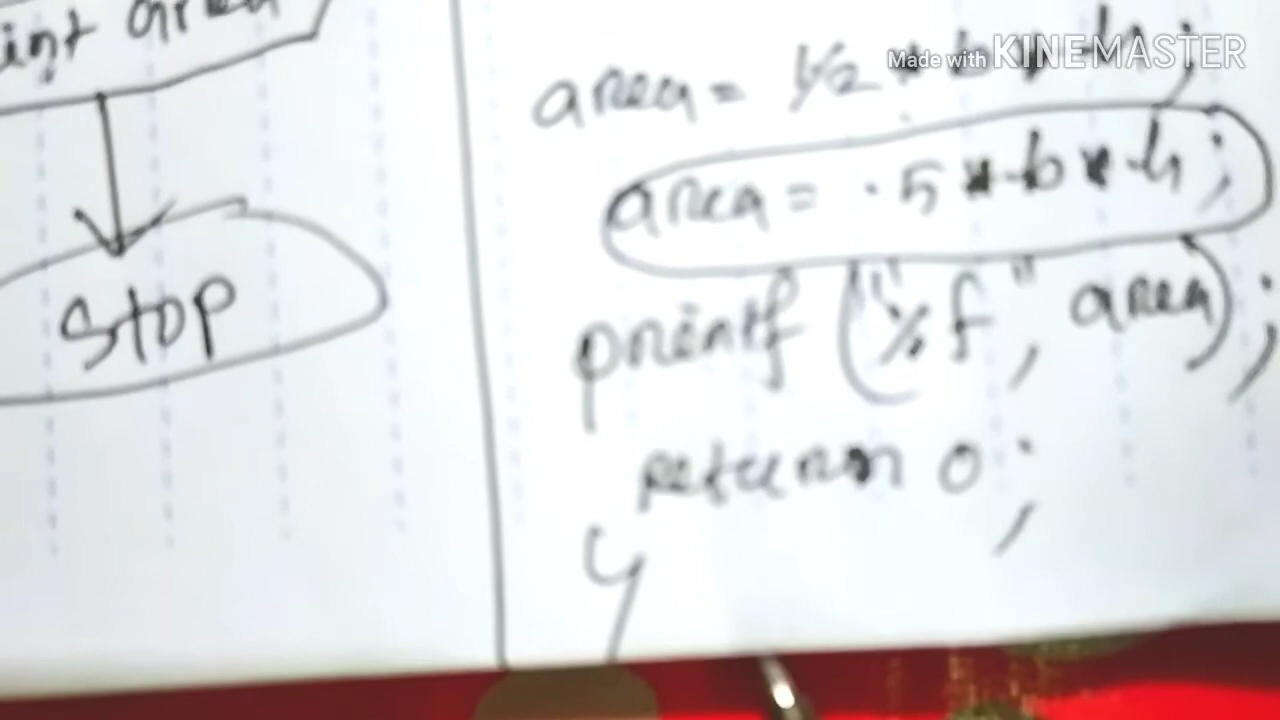 int area
Stop
Made with KINEMASTER
area = 1/2 * b * h;
area = .5 * b * h;
printf ("%f", area);
return 0;
}